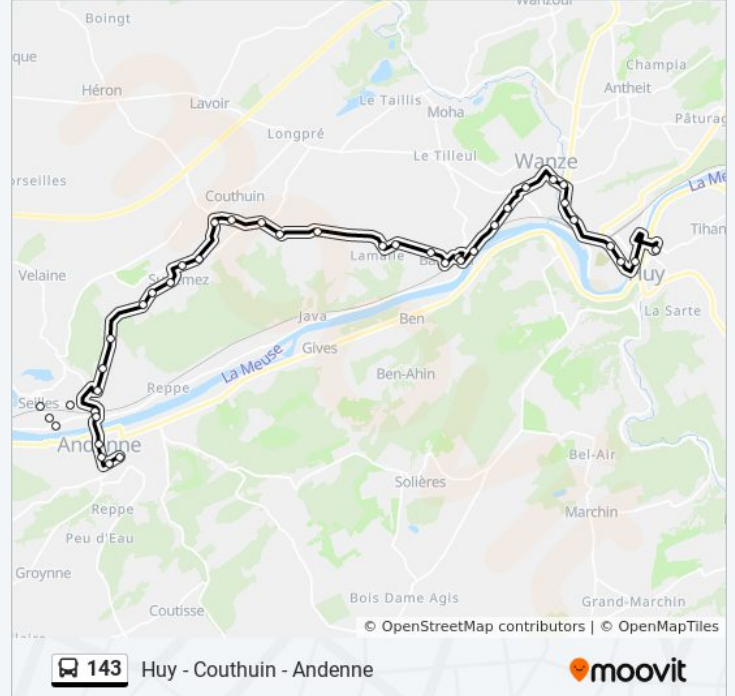 Boingt
Wanzoul
que
Champia
Héron
Lavoir
Le Taillis
Antheit
Moha
Pâturag
Longpré
Le Tilleul
Wanze
orseilles
La Me
Couthuin
Tihan
Velaine
Huy
La Sarte
Java
Ben
Gives
La Meuse
Reppe
Ben-Ahin
Seilles
Andenne
Bel-Air
Solières
Reppe
Marchin
Peu d'Eau
Groynne
Bois Dame Agis
Grand-Marchin
Coutisse
© OpenStreetMap contributors | © OpenMapTiles
143 Huy - Couthuin - Andenne
moovit